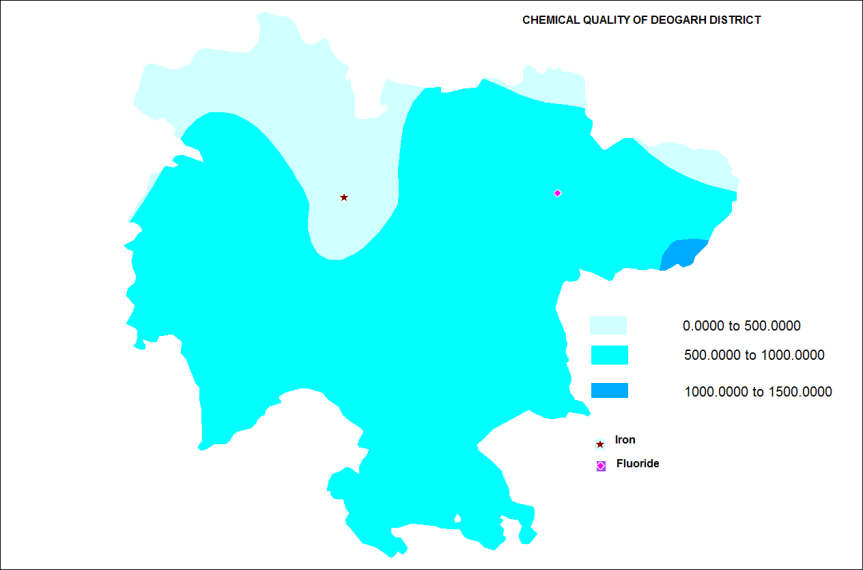 CHEMICAL QUALITY OF DEOGARH DISTRICT
0.0000 to 500.0000
500.0000 to 1000.0000
1000.0000 to 1500.0000
Iron
Fluoride